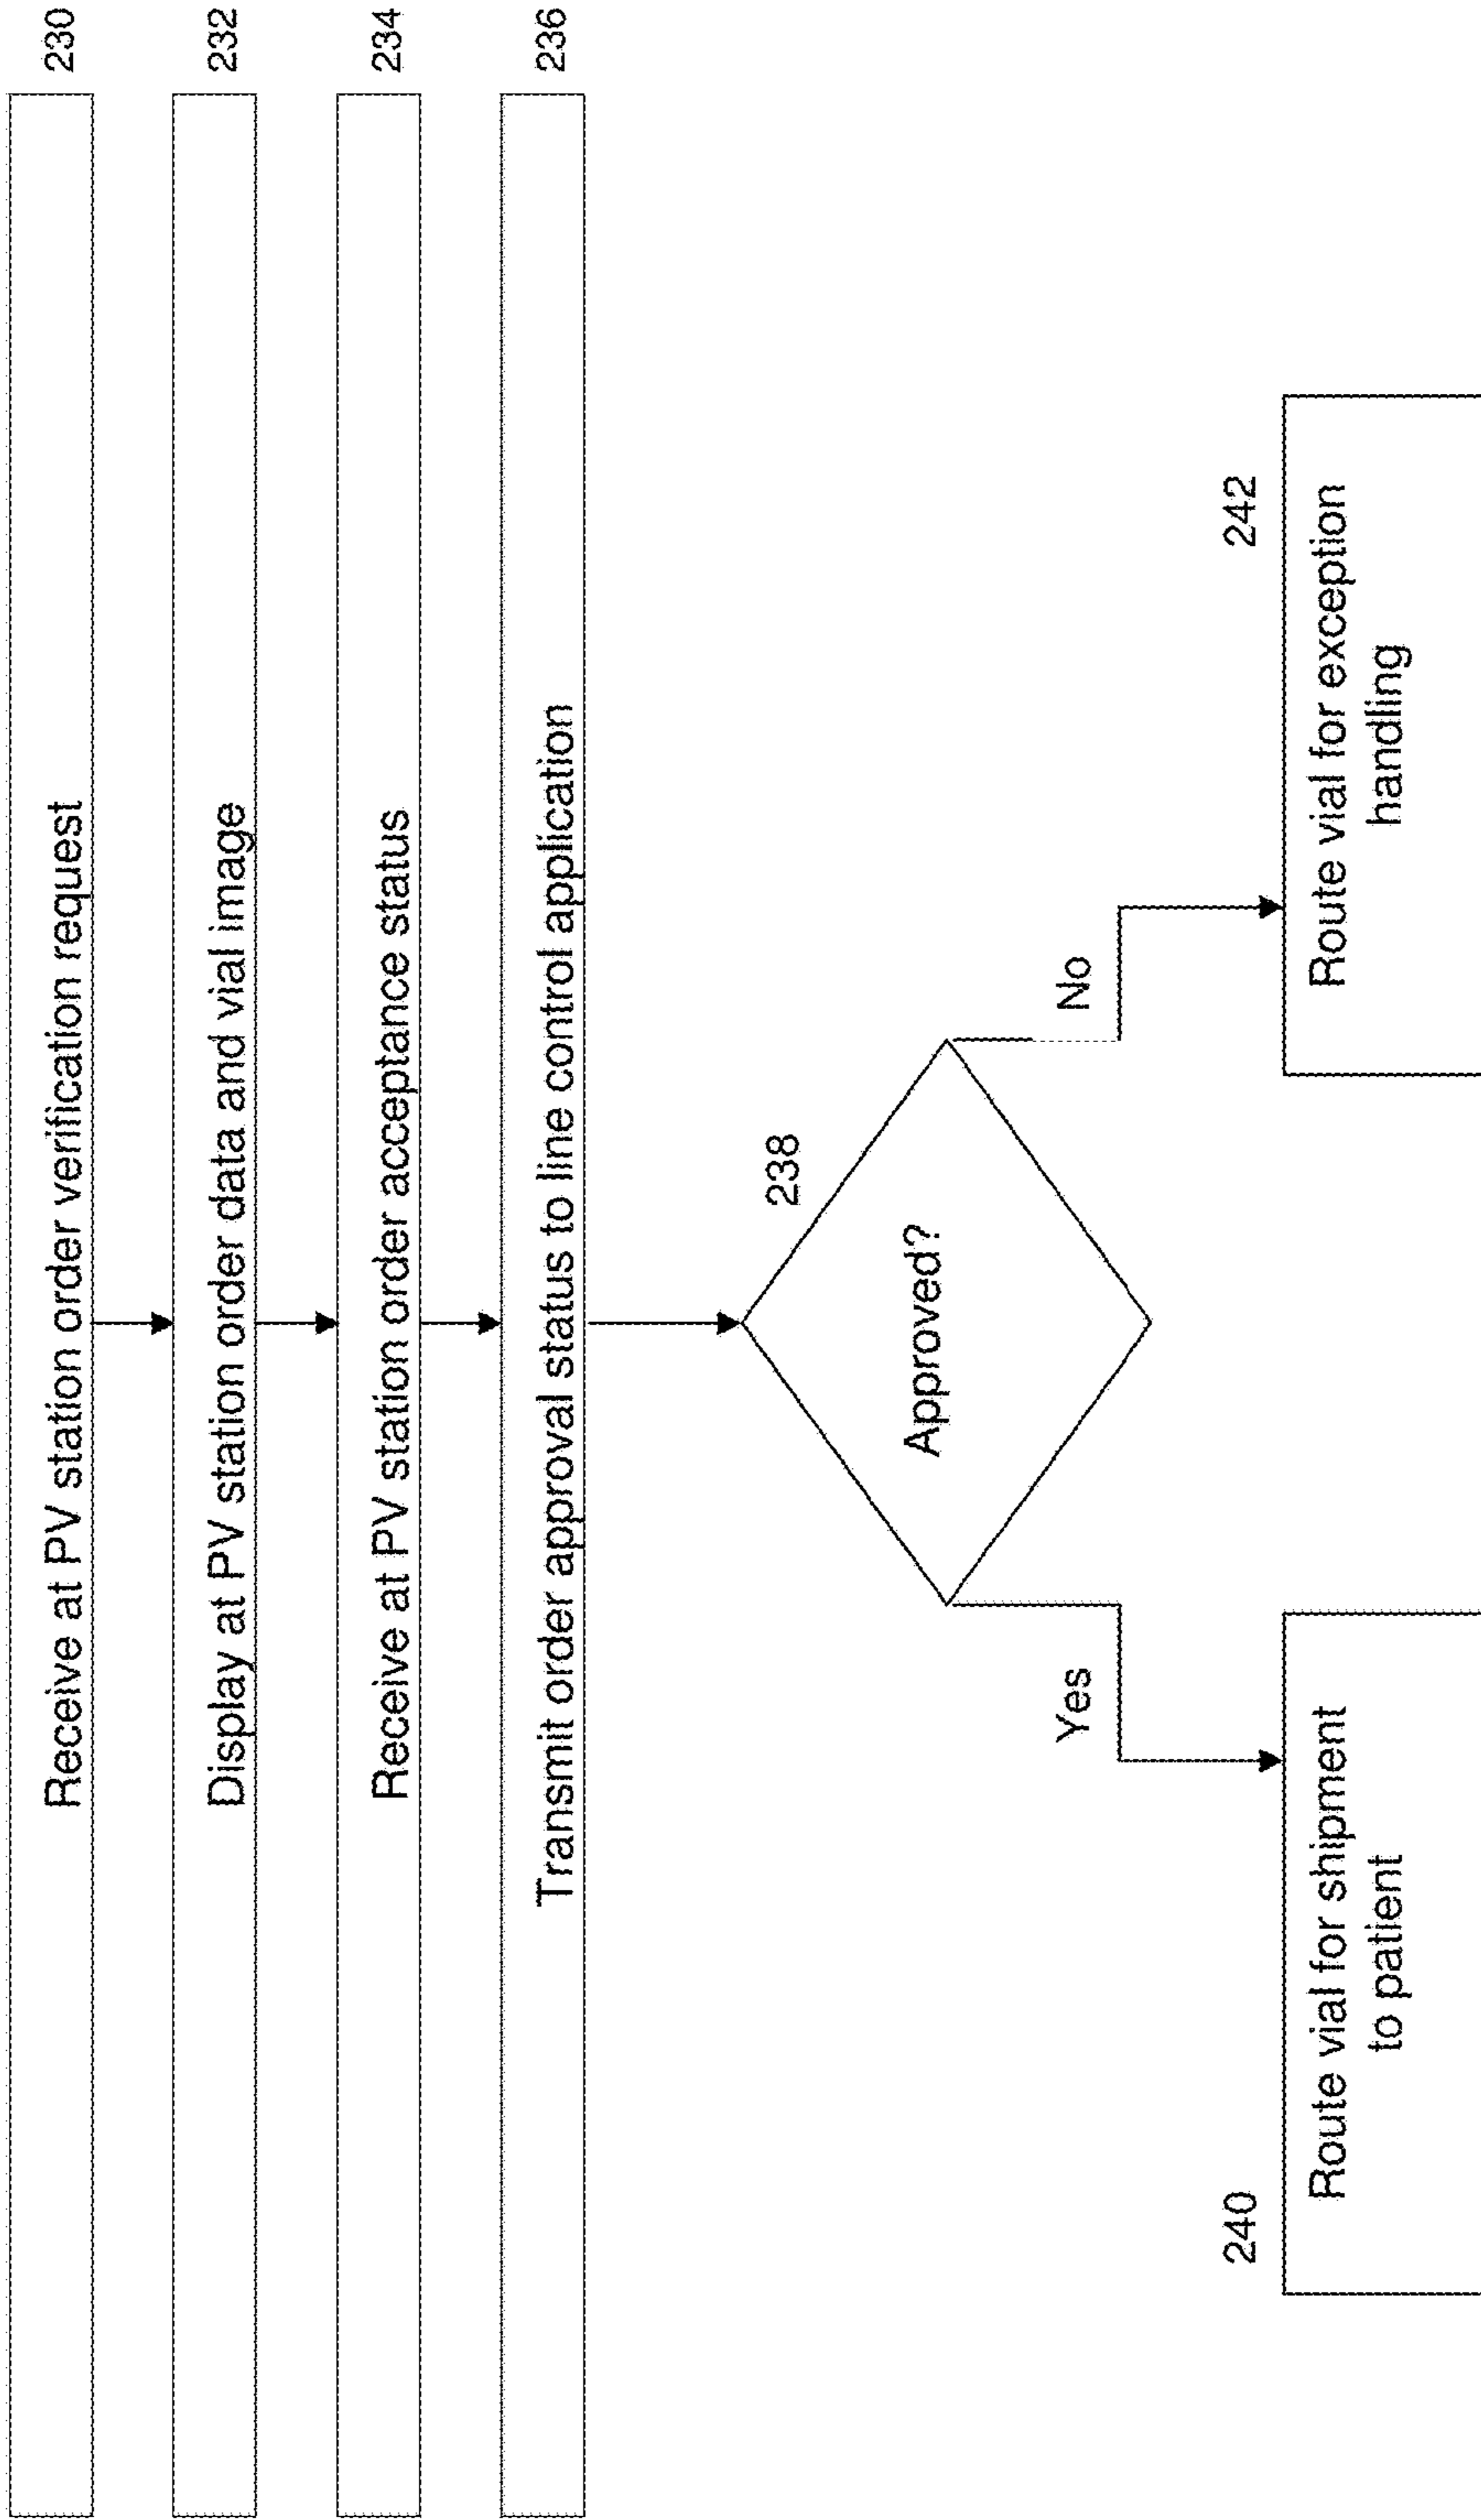 Receive at PV station order verification request
230
Display at PV station order data and vial image
232
Receive at PV station order acceptance status
234
Transmit order approval status to line control application
236
238
Approved?
Yes
No
240
242
Route vial for shipment
to patient
Route vial for exception
handling